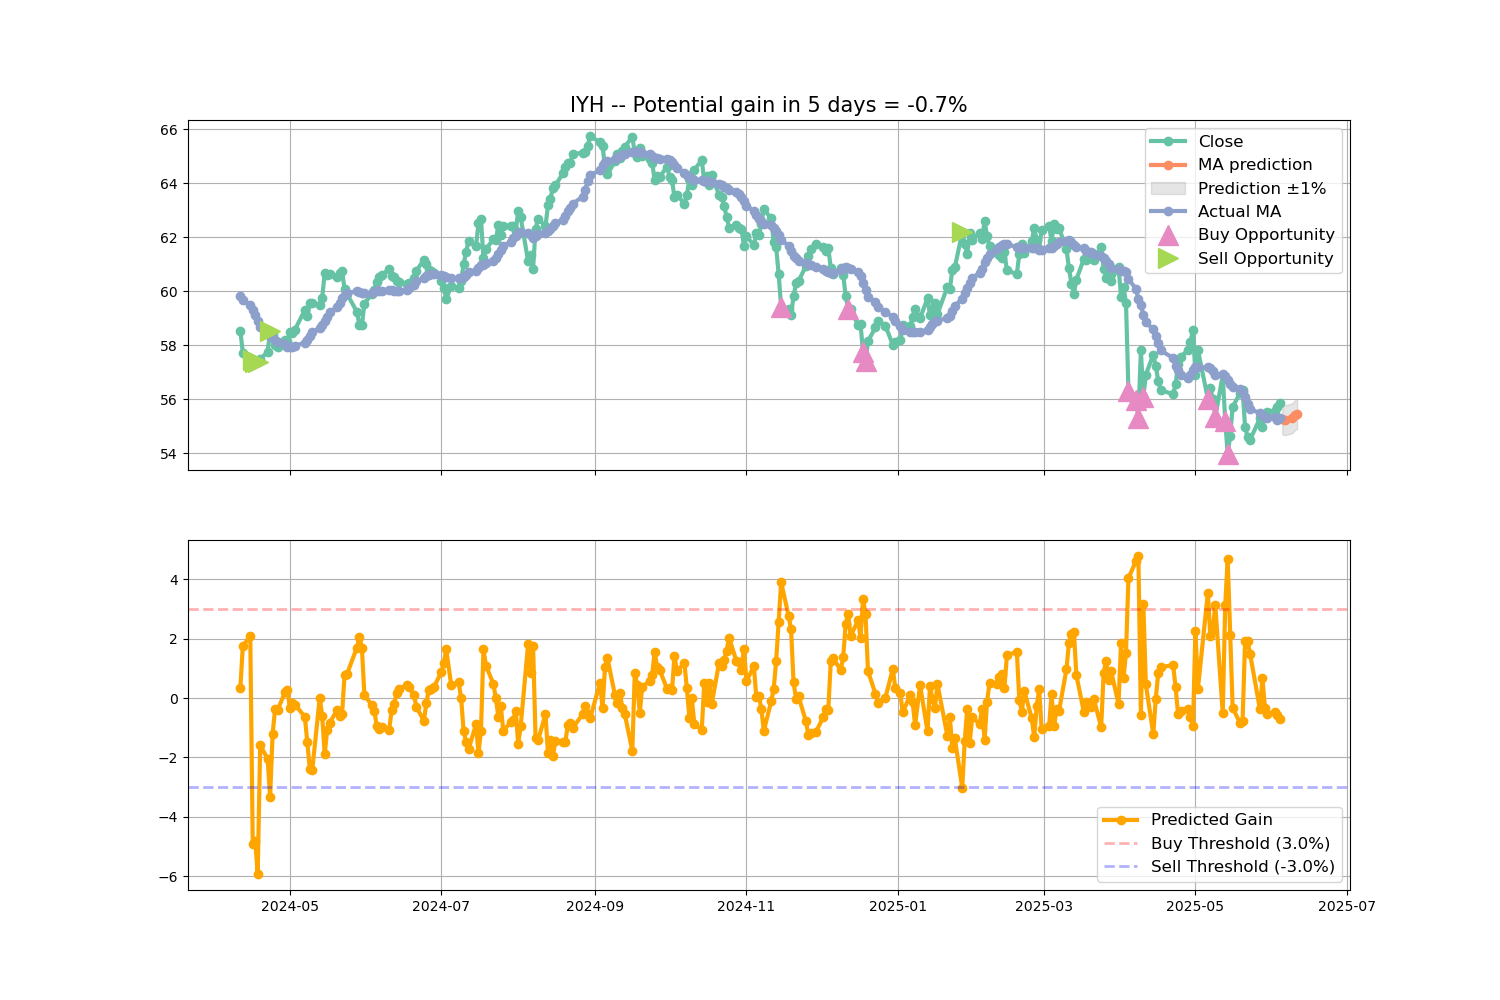 IYH -- Potential gain in 5 days = -0.7%
66
64
62
60
58
56
54
Close
MA prediction
Prediction ±1%
Actual MA
Buy Opportunity
Sell Opportunity
4
2
0
−2
−4
−6
Predicted Gain
Buy Threshold (3.0%)
Sell Threshold (-3.0%)
2024-05 2024-07 2024-09 2024-11 2025-01 2025-03 2025-05 2025-07